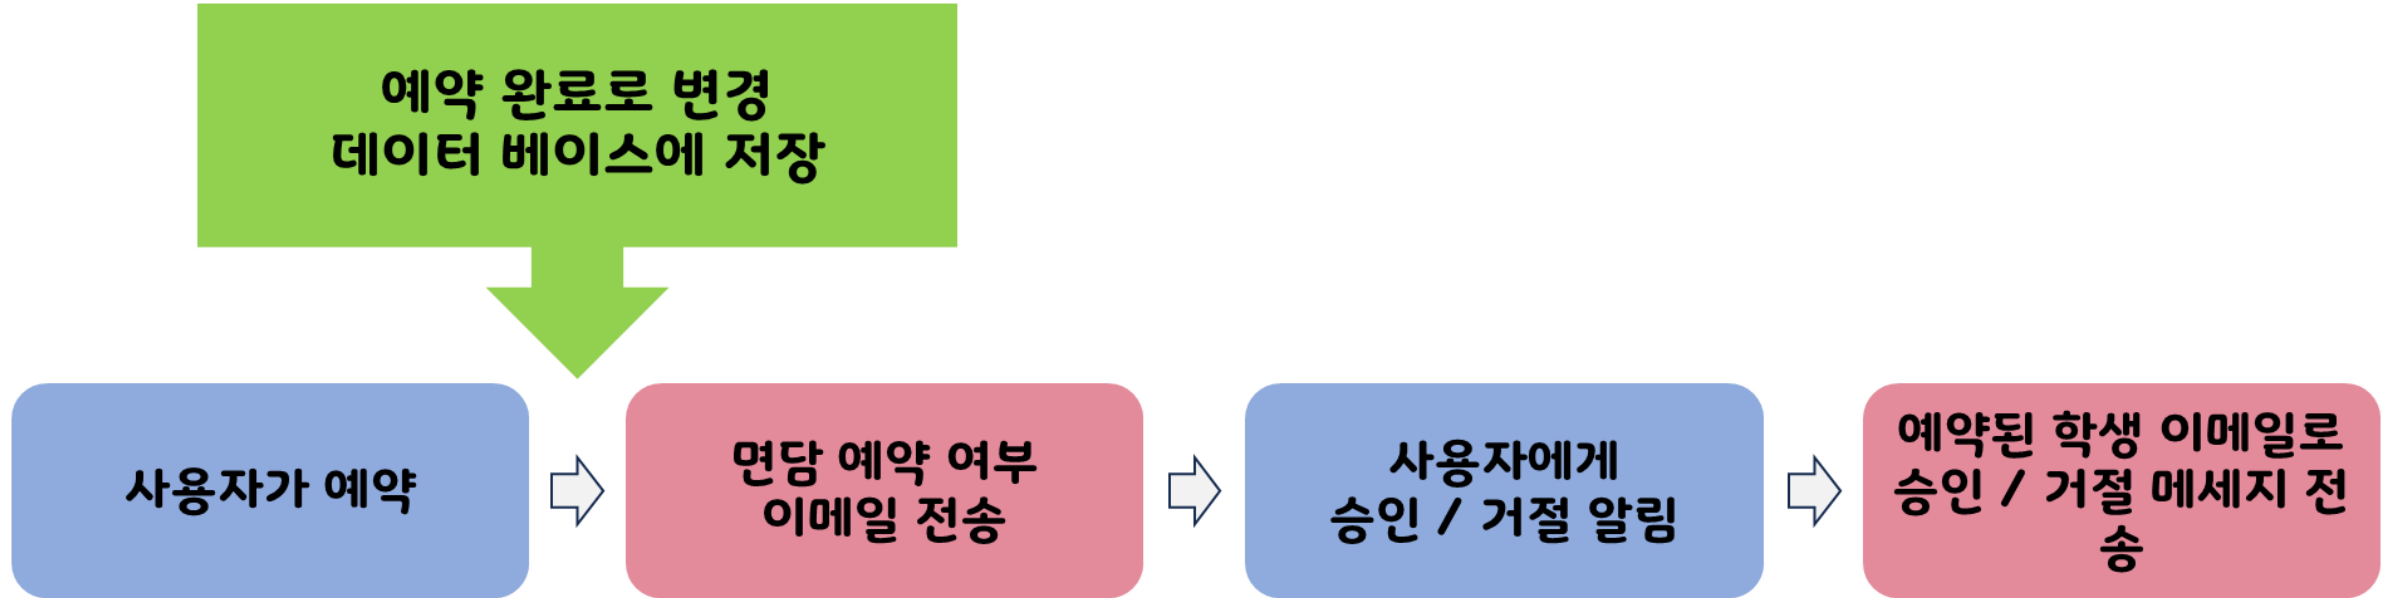 예약 완료로 변경
데이터 베이스에 저장
사용자가 예약
면담 예약 여부
이메일 전송
사용자에게
승인 / 거절 알림
예약된 학생 이메일로
승인 / 거절 메세지 전
송